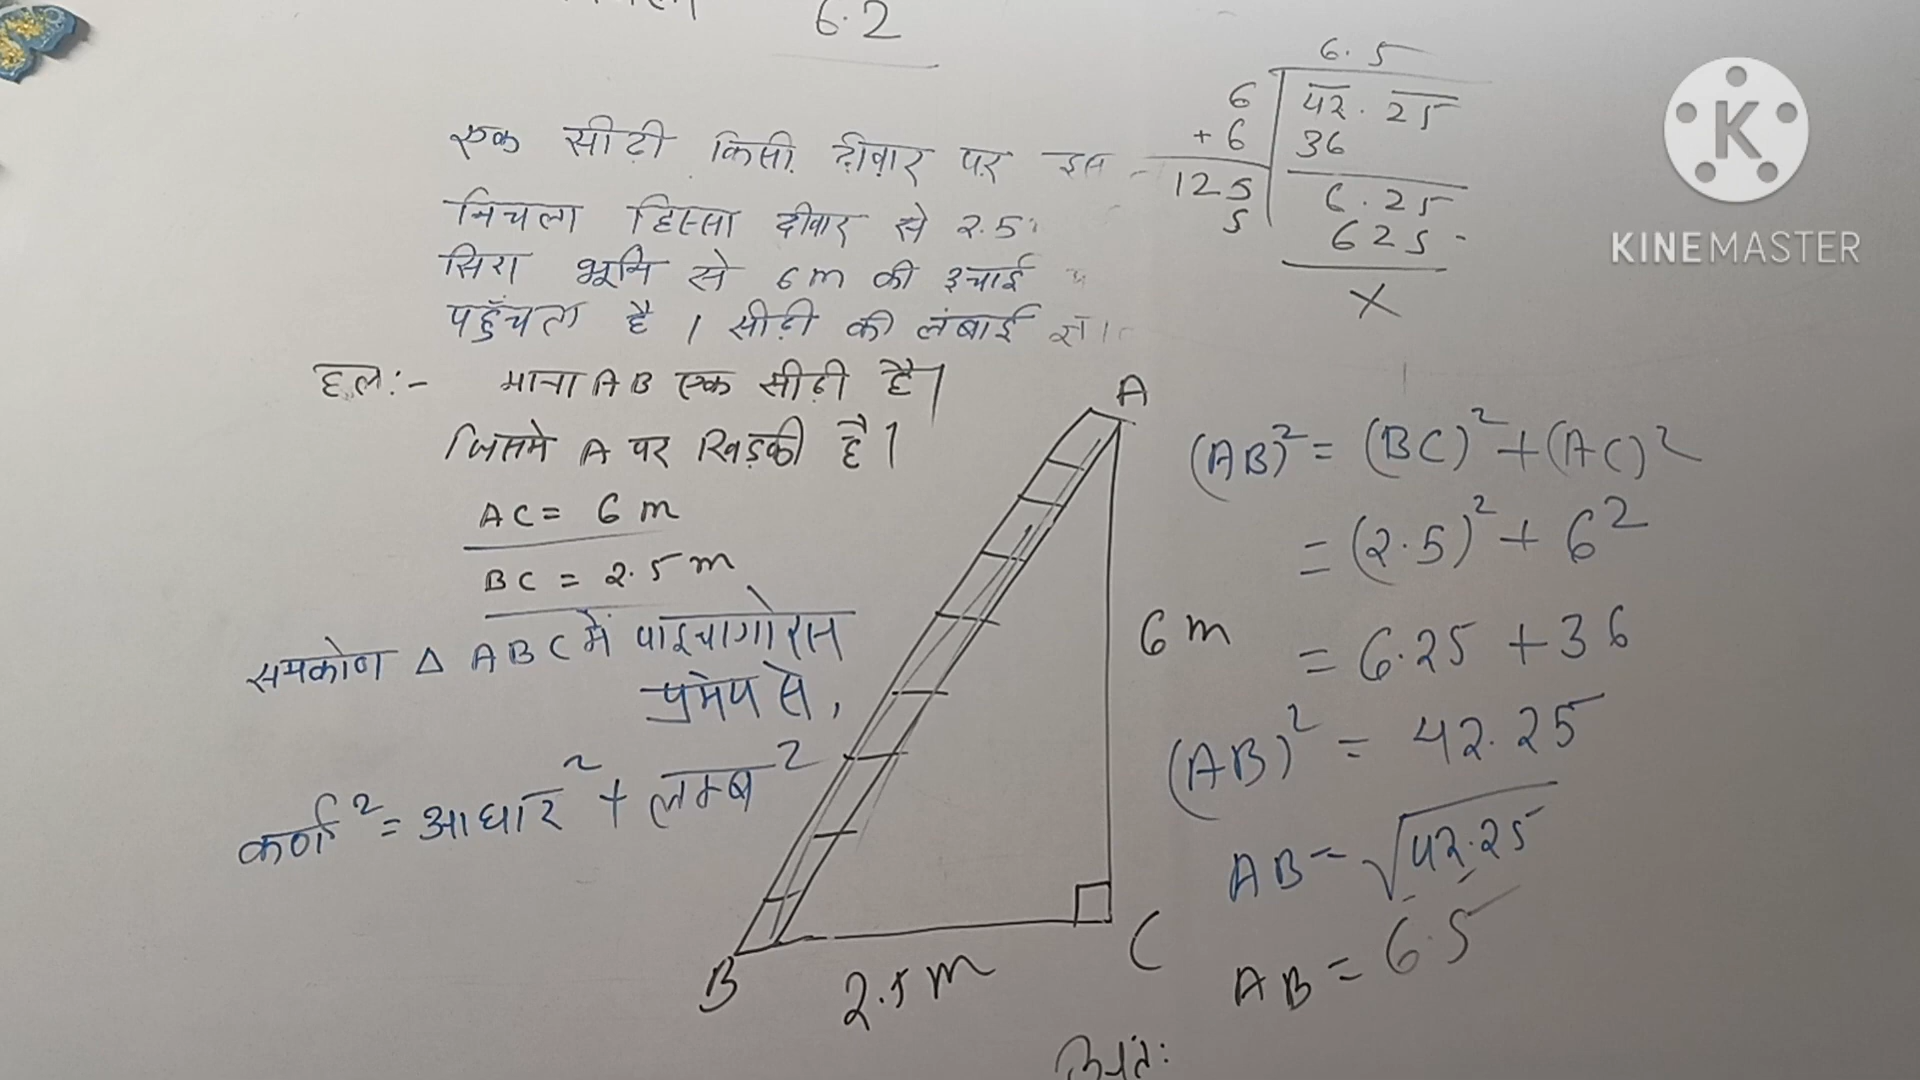 6.2
एक सीढ़ी किसी दीवार पर इस
निचला हिस्सा दीवार से 2.5
सिरा भूमि से 6m की ऊचाई
पहुँचता है । सीढ़ी की लंबाई
हल:- माना AB एक सीढ़ी है।
जिसमे A पर खिड़की है।
AC = 6 m
BC = 2.5 m
समकोण △ ABC में पाइथागोरस
प्रमेय से,
कर्ण² = आधार² + लम्ब²
6.5
6 42.25
+ 6 36
125 6.25
5 625
X
A
6 m
B
2.5 m
C
(AB)² = (BC)² + (AC)²
= (2.5)² + 6²
= 6.25 + 36
(AB)² = 42.25
AB = √42.25
AB = 6.5
अतः
K
KINEMASTER